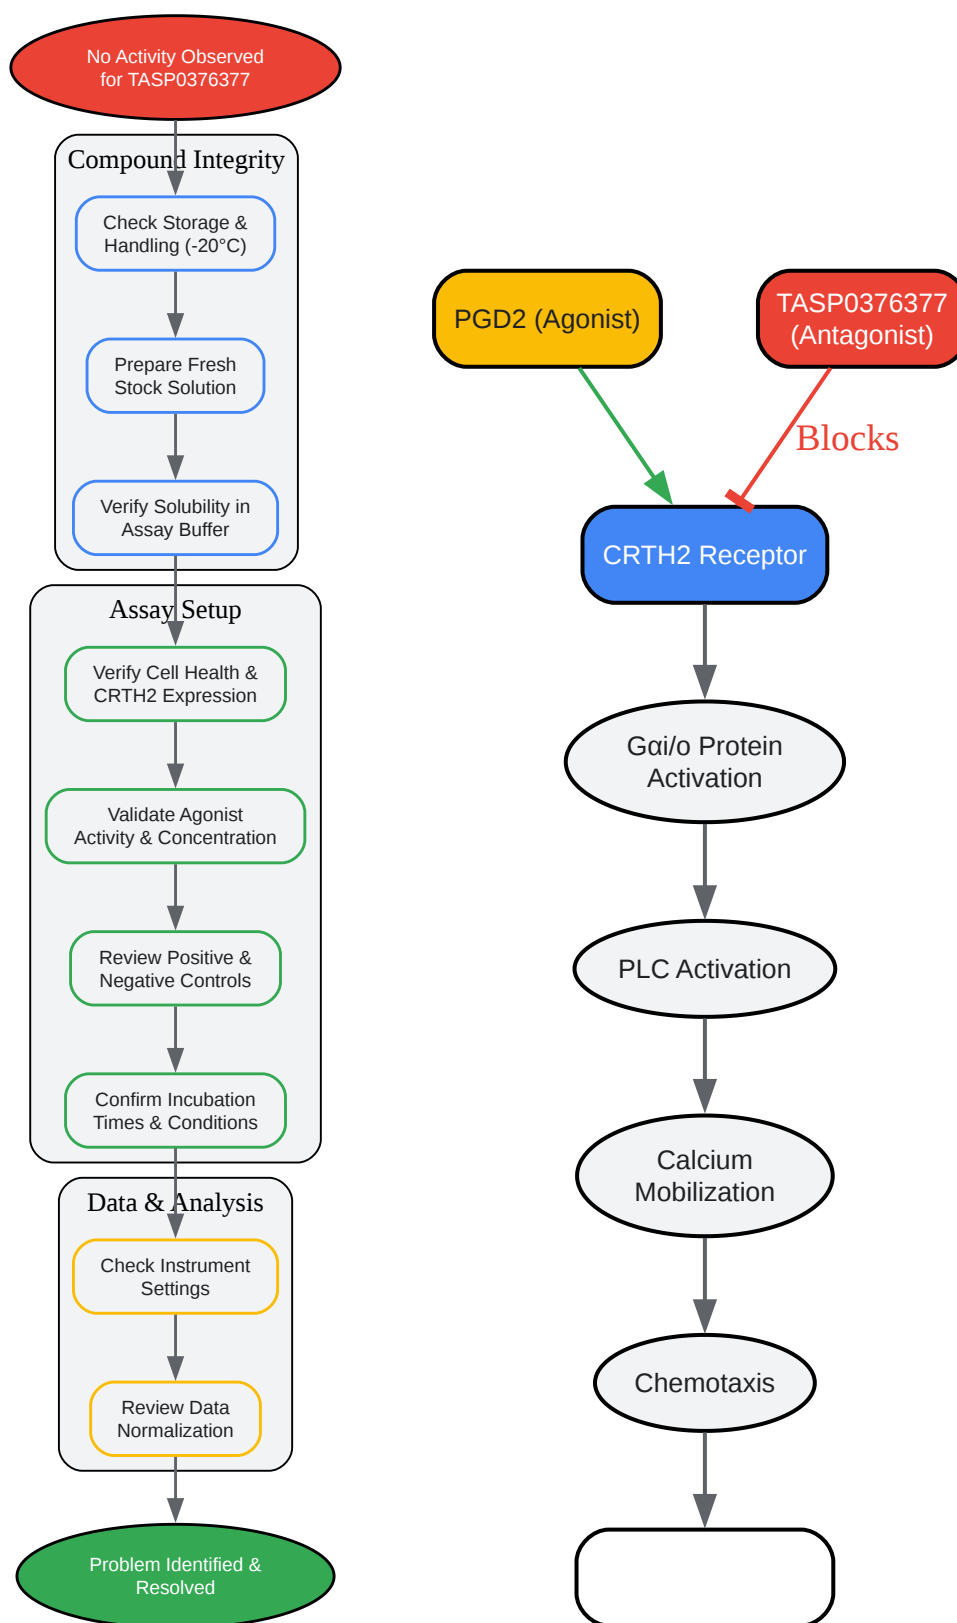 No Activity Observed
for TASP0376377
Compound Integrity
Check Storage &
Handling (-20°C)
Prepare Fresh
Stock Solution
Verify Solubility in
Assay Buffer
Assay Setup
Verify Cell Health &
CRTH2 Expression
Validate Agonist
Activity & Concentration
Review Positive &
Negative Controls
Confirm Incubation
Times & Conditions
Data & Analysis
Check Instrument
Settings
Review Data
Normalization
Problem Identified &
Resolved
PGD2 (Agonist)
TASP0376377
(Antagonist)
Blocks
CRTH2 Receptor
Gαi/o Protein
Activation
PLC Activation
Calcium
Mobilization
Chemotaxis